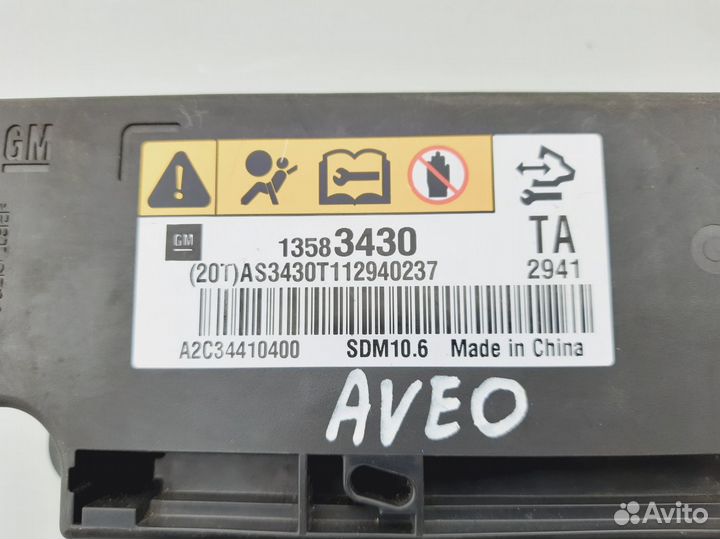 GM
GM
13583430
TA
(20T)AS3430T112940237
2941
A2C34410400 SDM10.6 Made in China
AVEO
Avito